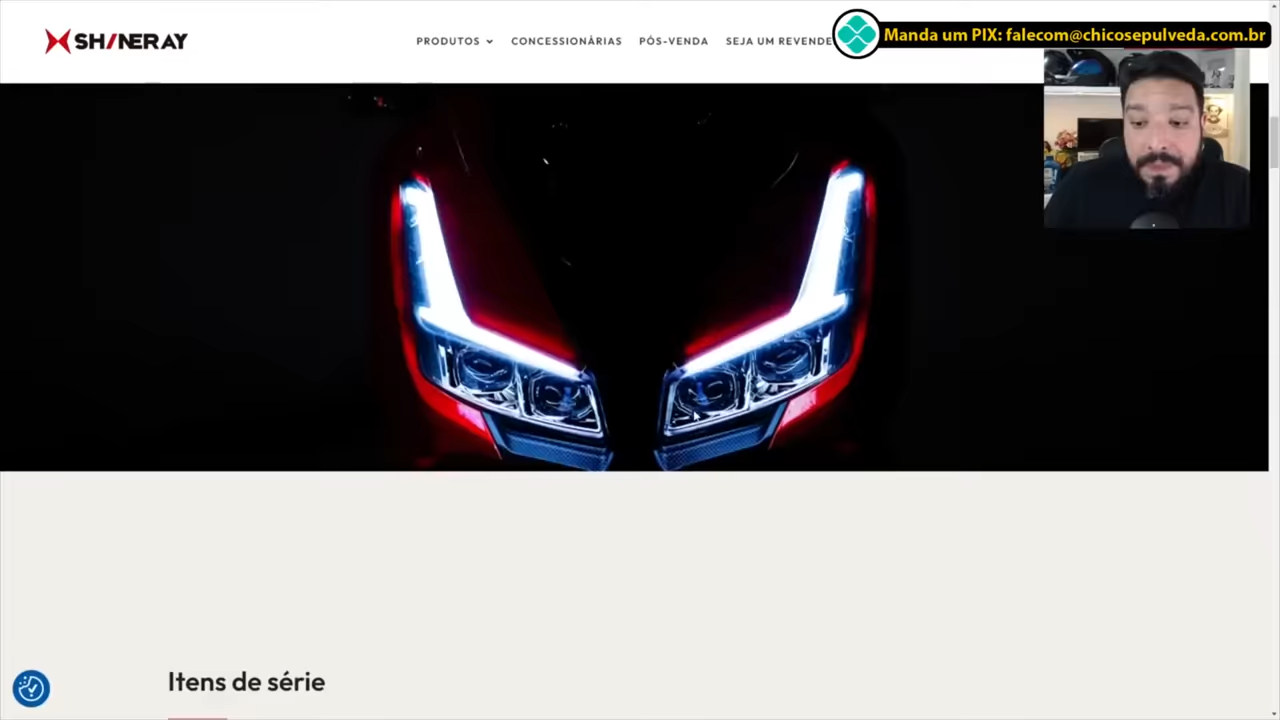 SHINERAY
PRODUTOS
CONCESSIONÁRIAS
PÓS-VENDA
SEJA UM REVENDE
Manda um PIX: falecom@chicosepulveda.com.br
Itens de série